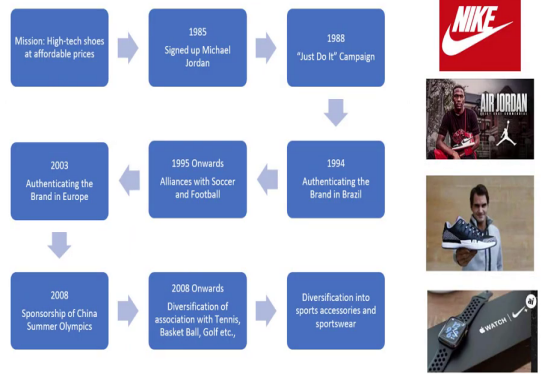 Mission: High-tech shoes
at affordable prices
1985
Signed up Michael
Jordan
1988
“Just Do It” Campaign
1994
Authenticating the
Brand in Brazil
1995 Onwards
Alliances with Soccer
and Football
2003
Authenticating the
Brand in Europe
2008
Sponsorship of China
Summer Olympics
2008 Onwards
Diversification of
association with Tennis,
Basket Ball, Golf etc.,
Diversification into
sports accessories and
sportswear
NIKE
AIR JORDAN
WATCH